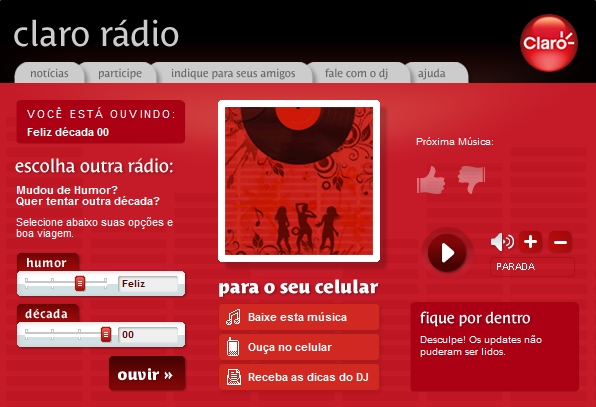 claro rádio
Claro
notícias
participe
indique para seus amigos
fale com o dj
ajuda
VOCÊ ESTÁ OUVINDO:
Feliz década 00
escolha outra rádio:
Mudou de Humor?
Quer tentar outra década?
Selecione abaixo suas opções e
boa viagem.
humor
Feliz
década
00
ouvir »
para o seu celular
Baixe esta música
Ouça no celular
Receba as dicas do DJ
Próxima Música:
PARADA
fique por dentro
Desculpe! Os updates não
puderam ser lidos.